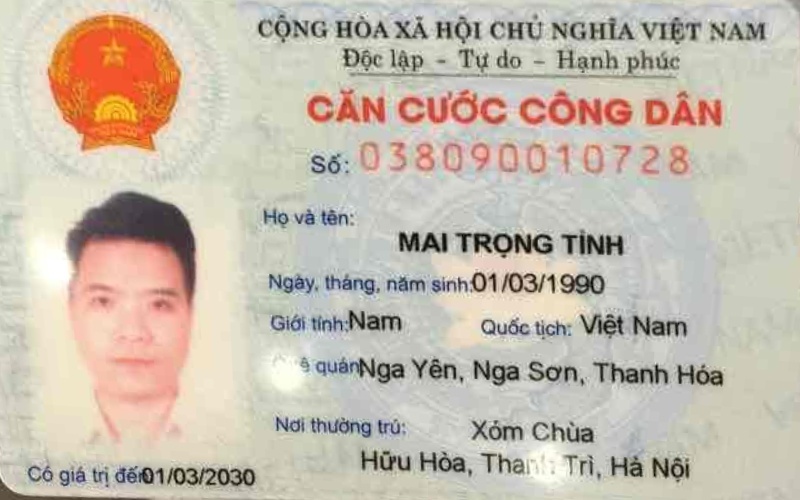 CỘNG HÒA XÃ HỘI CHỦ NGHĨA VIỆT NAM
Độc lập - Tự do - Hạnh phúc
CĂN CƯỚC CÔNG DÂN
Số: 038090010728
Họ và tên:
MAI TRỌNG TÌNH
Ngày, tháng, năm sinh: 01/03/1990
Giới tính: Nam Quốc tịch: Việt Nam
quán Nga Yên, Nga Sơn, Thanh Hóa
Nơi thường trú: Xóm Chùa
Hữu Hòa, Thanh Trì, Hà Nội
Có giá trị đến 01/03/2030